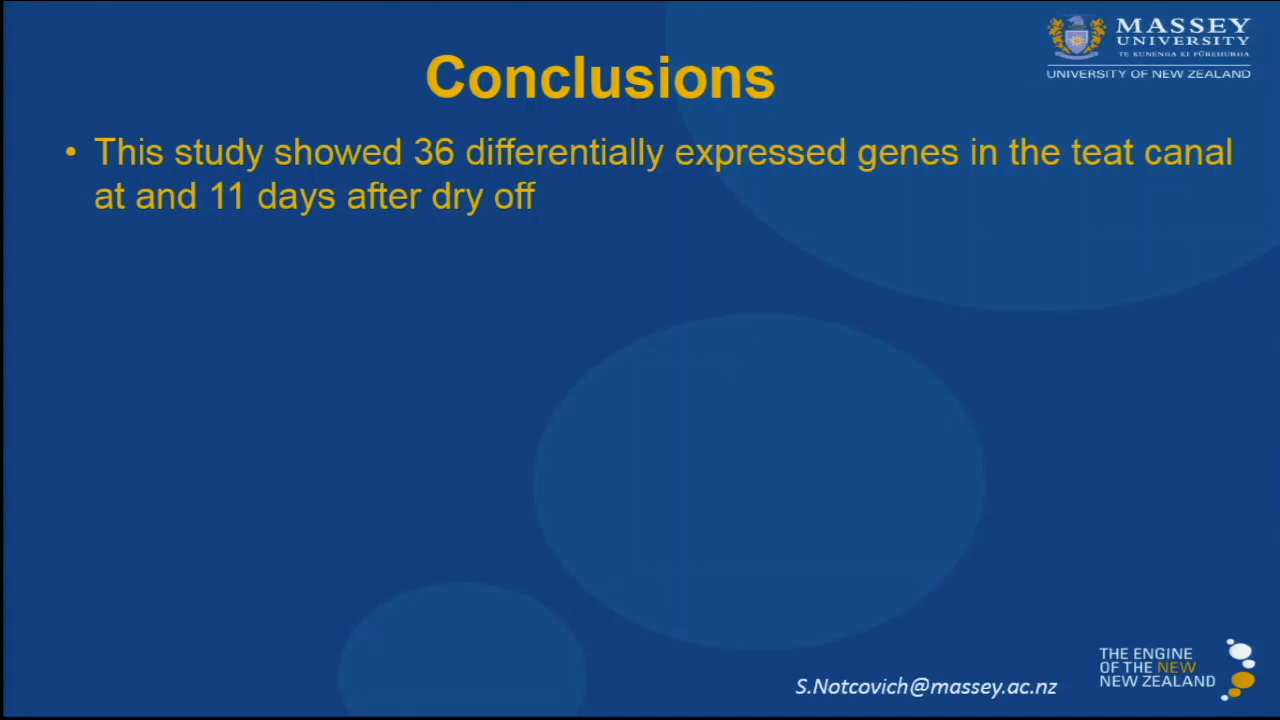 MASSEY
UNIVERSITY
TE KUNENGA KI PŪREHUROA
UNIVERSITY OF NEW ZEALAND
Conclusions
• This study showed 36 differentially expressed genes in the teat canal
at and 11 days after dry off
THE ENGINE
OF THE NEW
NEW ZEALAND
S.Notcovich@massey.ac.nz